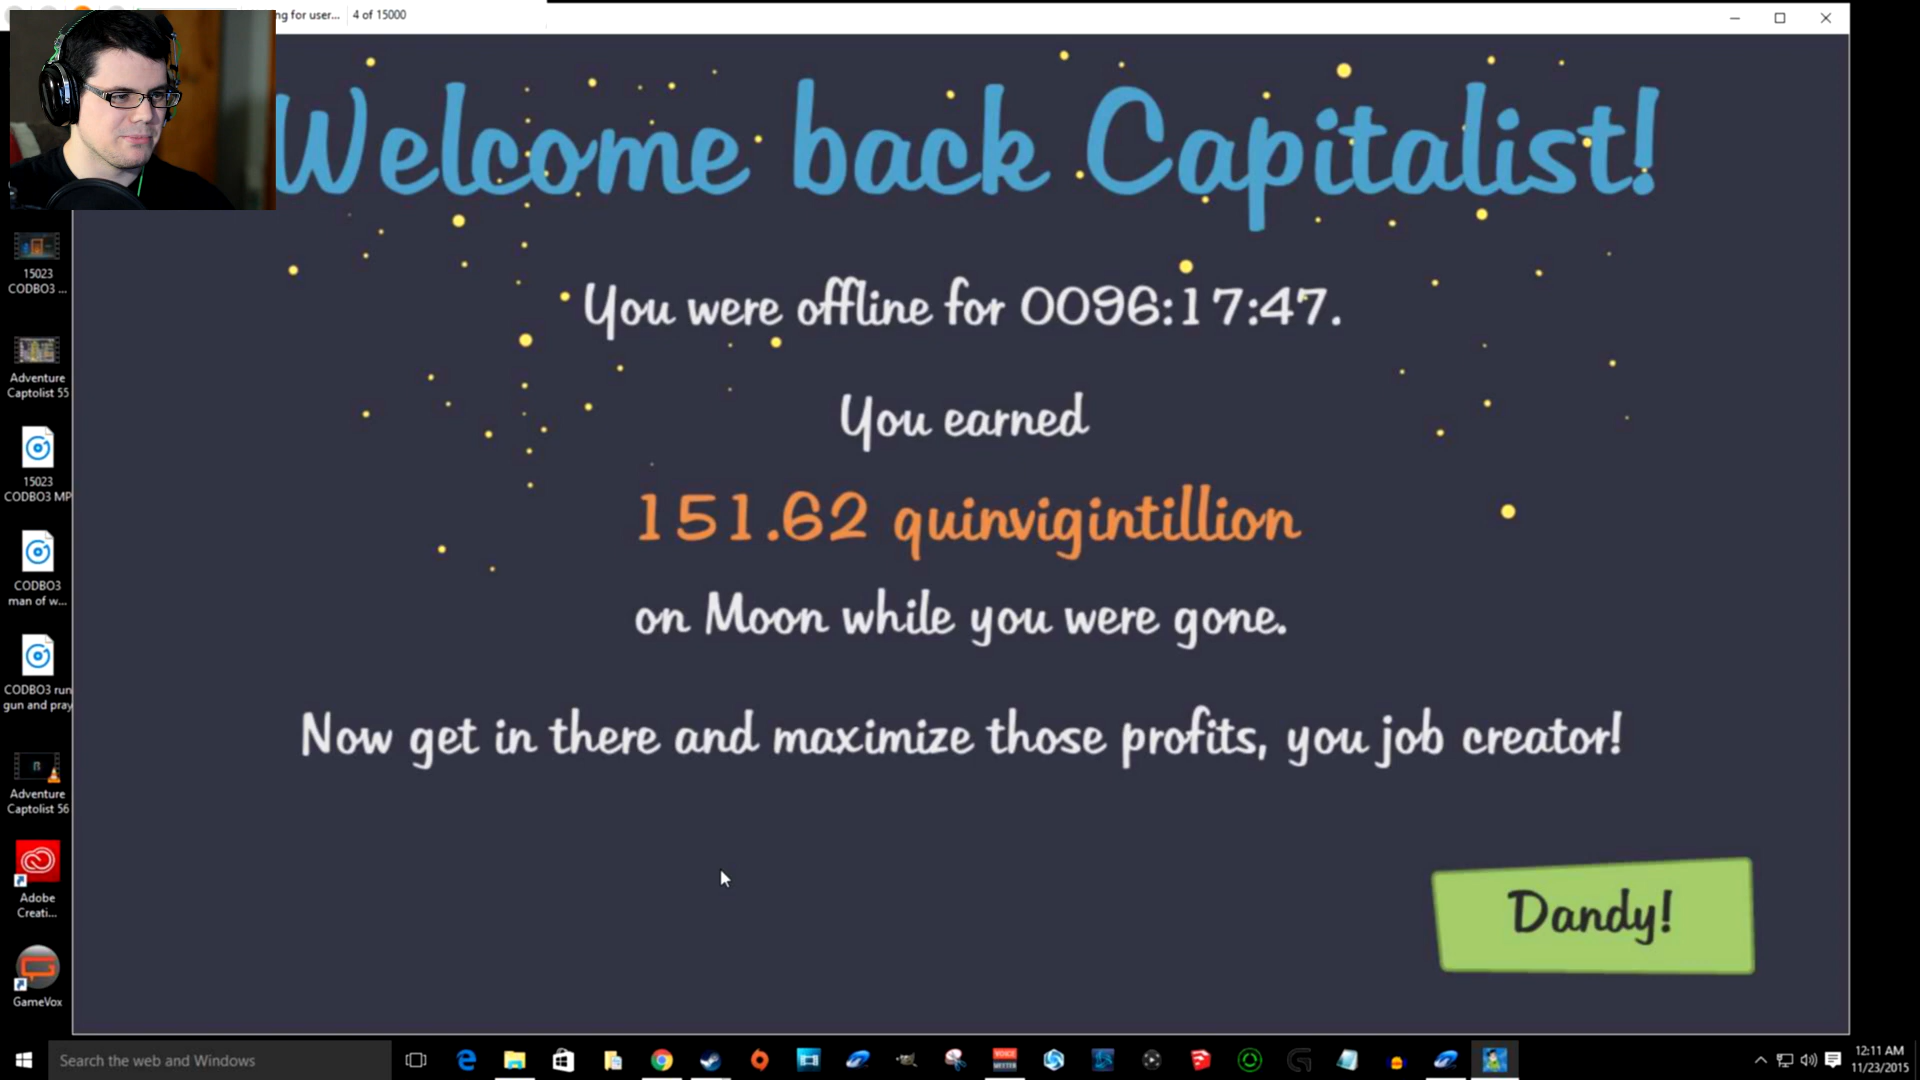 ng for user...
4 of 15000
Welcome back Capitalist!
You were offline for 0096:17:47.
You earned
151.62 quinvigintillion
on Moon while you were gone.
Now get in there and maximize those profits, you job creator!
Dandy!
15023
CODBO3 ...
Adventure
Captolist 55
15023
CODBO3 MP
CODBO3
man of w...
CODBO3 run
gun and pray
Adventure
Captolist 56
Adobe
Creati...
GameVox
Search the web and Windows
VOICE
MEETER
12:11 AM
11/23/2015